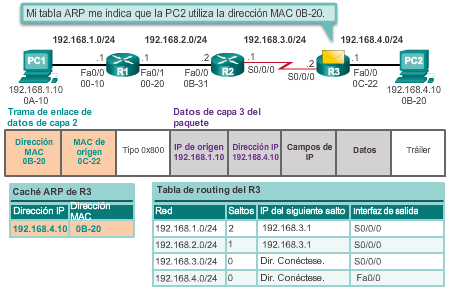 Mi tabla ARP me indica que la PC2 utiliza la dirección MAC 0B-20.
192.168.1.0/24 192.168.2.0/24 192.168.3.0/24 192.168.4.0/24
PC1 .1 R1 .1 .2 R2 .1 .2 R3 .1 PC2
192.168.1.10
0A-10
Fa0/0
00-10
Fa0/1
00-20
Fa0/0
0B-31
S0/0/0
S0/0/0
Fa0/0
0C-22
192.168.4.10
0B-20
Trama de enlace de
datos de capa 2
Datos de capa 3 del
paquete
Dirección
MAC
0B-20
MAC de
origen
0C-22
Tipo 0x800
IP de origen
192.168.1.10
Dirección IP
192.168.4.10
Campos de
IP
Datos
Tráiler
Caché ARP de R3
Dirección IP Dirección MAC
192.168.4.10 0B-20
Tabla de routing del R3
Red Saltos IP del siguiente salto Interfaz de salida
192.168.1.0/24 2 192.168.3.1 S0/0/0
192.168.2.0/24 1 192.168.3.1 S0/0/0
192.168.3.0/24 0 Dir. Conéctese. S0/0/0
192.168.4.0/24 0 Dir. Conéctese. Fa0/0